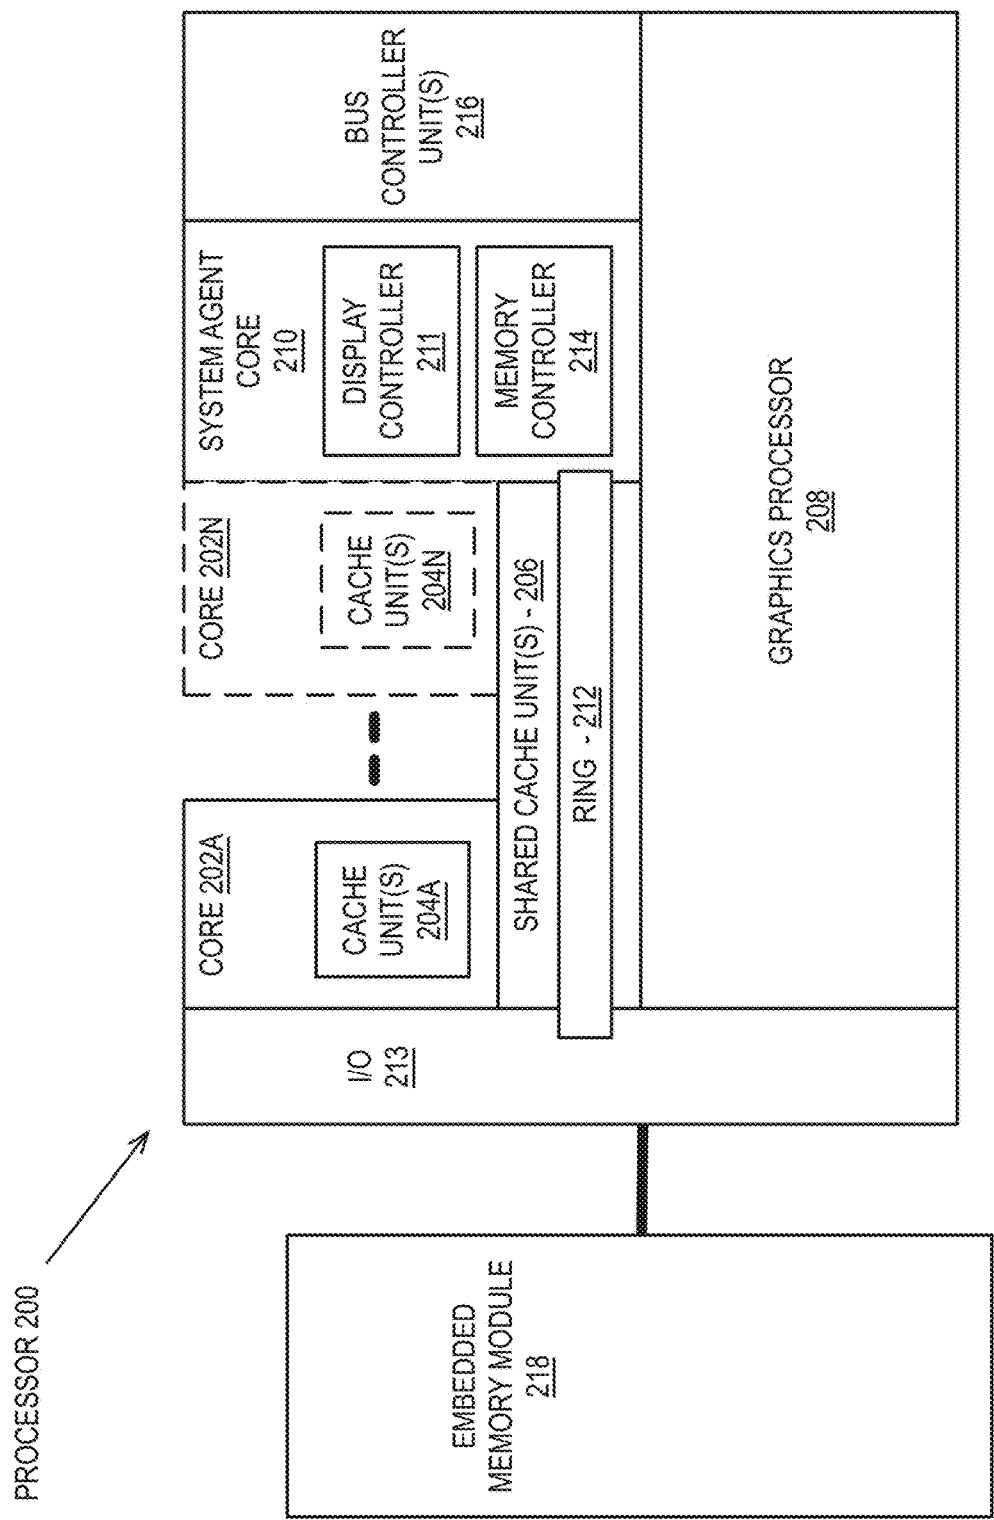 PROCESSOR 200
CORE 202A
CACHE
UNIT(S)
204A
CORE 202N
CACHE
UNIT(S)
204N
SYSTEM AGENT
CORE
210
DISPLAY
CONTROLLER
211
MEMORY
CONTROLLER
214
BUS
CONTROLLER
UNIT(S)
216
I/O
213
SHARED CACHE UNIT(S) - 206
RING - 212
EMBEDDED
MEMORY MODULE
218
GRAPHICS PROCESSOR
208